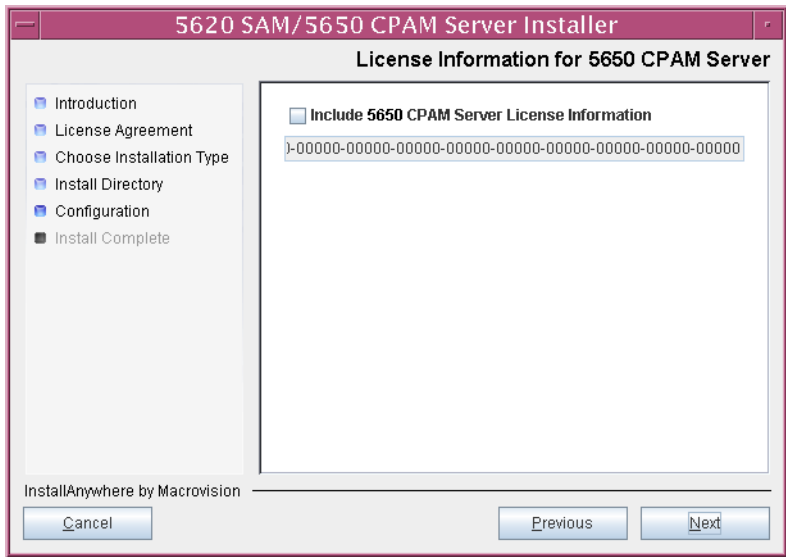 5620 SAM/5650 CPAM Server Installer
License Information for 5650 CPAM Server
Introduction
License Agreement
Choose Installation Type
Install Directory
Configuration
Install Complete
Include 5650 CPAM Server License Information
)-00000-00000-00000-00000-00000-00000-00000-00000-00000
InstallAnywhere by Macrovision
Cancel
Previous
Next